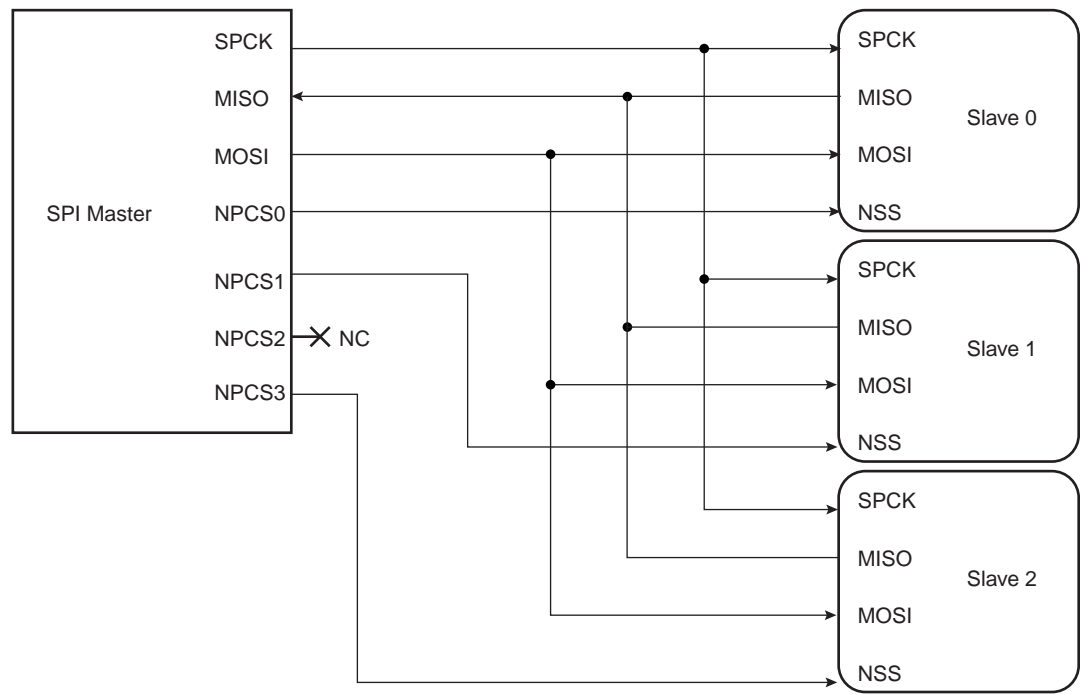 SPI Master
SPCK
MISO
MOSI
NPCS0
NPCS1
NPCS2
NC
NPCS3
SPCK
MISO
Slave 0
MOSI
NSS
SPCK
MISO
Slave 1
MOSI
NSS
SPCK
MISO
Slave 2
MOSI
NSS